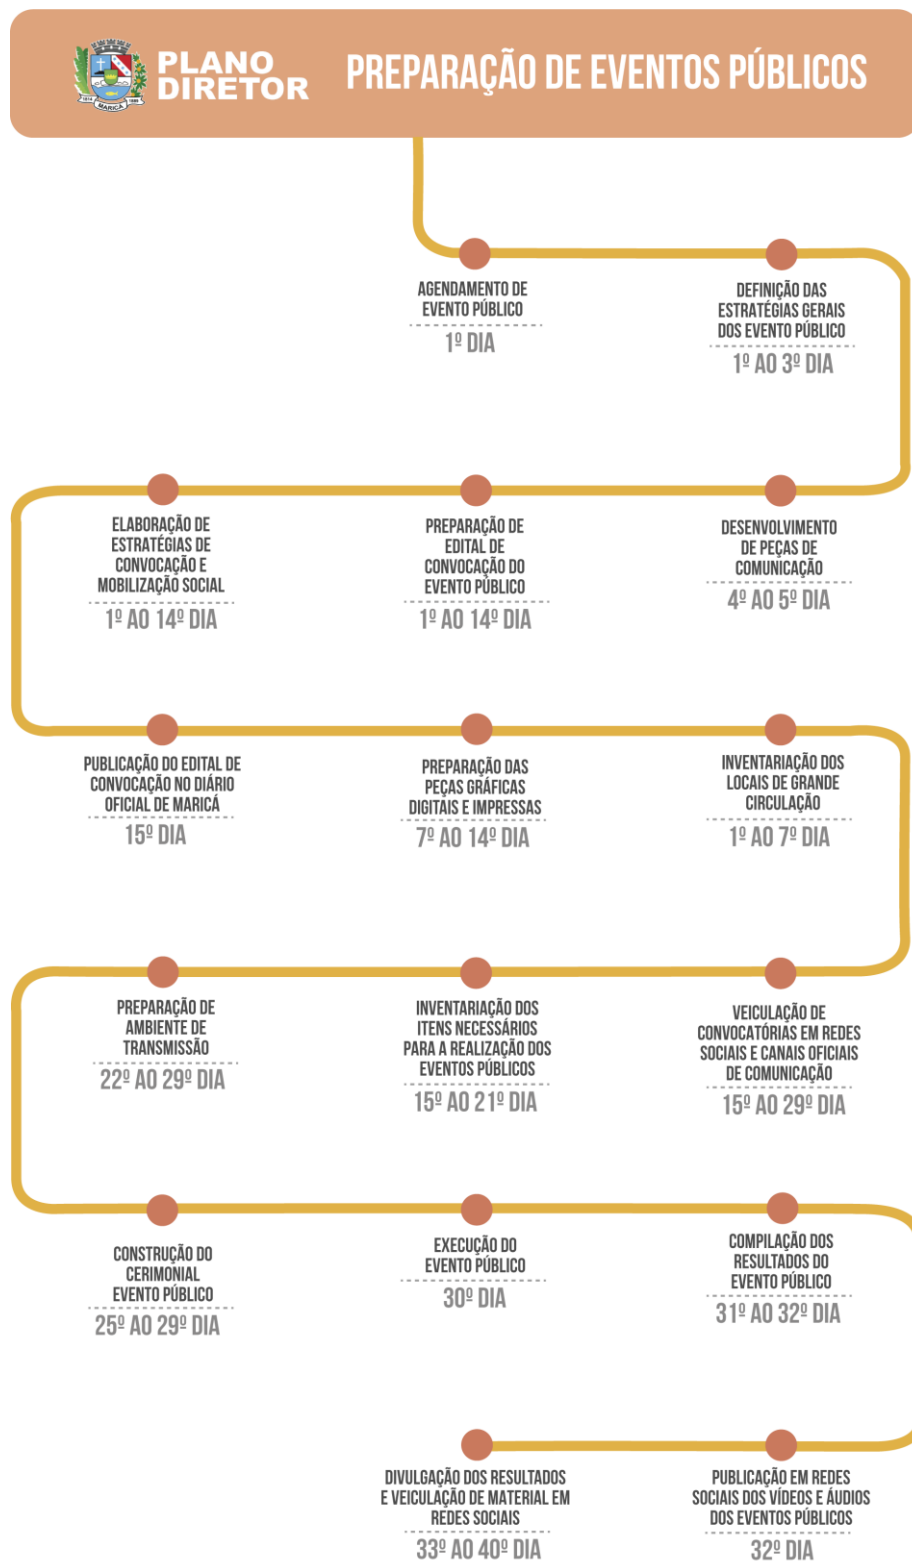 PLANO
DIRETOR
PREPARAÇÃO DE EVENTOS PÚBLICOS
1814
MARICÁ
1889
AGENDAMENTO DE
EVENTO PÚBLICO
1º DIA
DEFINIÇÃO DAS
ESTRATÉGIAS GERAIS
DOS EVENTO PÚBLICO
1º AO 3º DIA
ELABORAÇÃO DE
ESTRATÉGIAS DE
CONVOCAÇÃO E
MOBILIZAÇÃO SOCIAL
1º AO 14º DIA
PREPARAÇÃO DE
EDITAL DE
CONVOCAÇÃO DO
EVENTO PÚBLICO
1º AO 14º DIA
DESENVOLVIMENTO
DE PEÇAS DE
COMUNICAÇÃO
4º AO 5º DIA
PUBLICAÇÃO DO EDITAL DE
CONVOCAÇÃO NO DIÁRIO
OFICIAL DE MARICÁ
15º DIA
PREPARAÇÃO DAS
PEÇAS GRÁFICAS
DIGITAIS E IMPRESSAS
7º AO 14º DIA
INVENTARIAÇÃO DOS
LOCAIS DE GRANDE
CIRCULAÇÃO
1º AO 7º DIA
PREPARAÇÃO DE
AMBIENTE DE
TRANSMISSÃO
22º AO 29º DIA
INVENTARIAÇÃO DOS
ITENS NECESSÁRIOS
PARA A REALIZAÇÃO DOS
EVENTOS PÚBLICOS
15º AO 21º DIA
VEICULAÇÃO DE
CONVOCATÓRIAS EM REDES
SOCIAIS E CANAIS OFICIAIS
DE COMUNICAÇÃO
15º AO 29º DIA
CONSTRUÇÃO DO
CERIMONIAL
EVENTO PÚBLICO
25º AO 29º DIA
EXECUÇÃO DO
EVENTO PÚBLICO
30º DIA
COMPILAÇÃO DOS
RESULTADOS DO
EVENTO PÚBLICO
31º AO 32º DIA
DIVULGAÇÃO DOS RESULTADOS
E VEICULAÇÃO DE MATERIAL EM
REDES SOCIAIS
33º AO 40º DIA
PUBLICAÇÃO EM REDES
SOCIAIS DOS VÍDEOS E ÁUDIOS
DOS EVENTOS PÚBLICOS
32º DIA